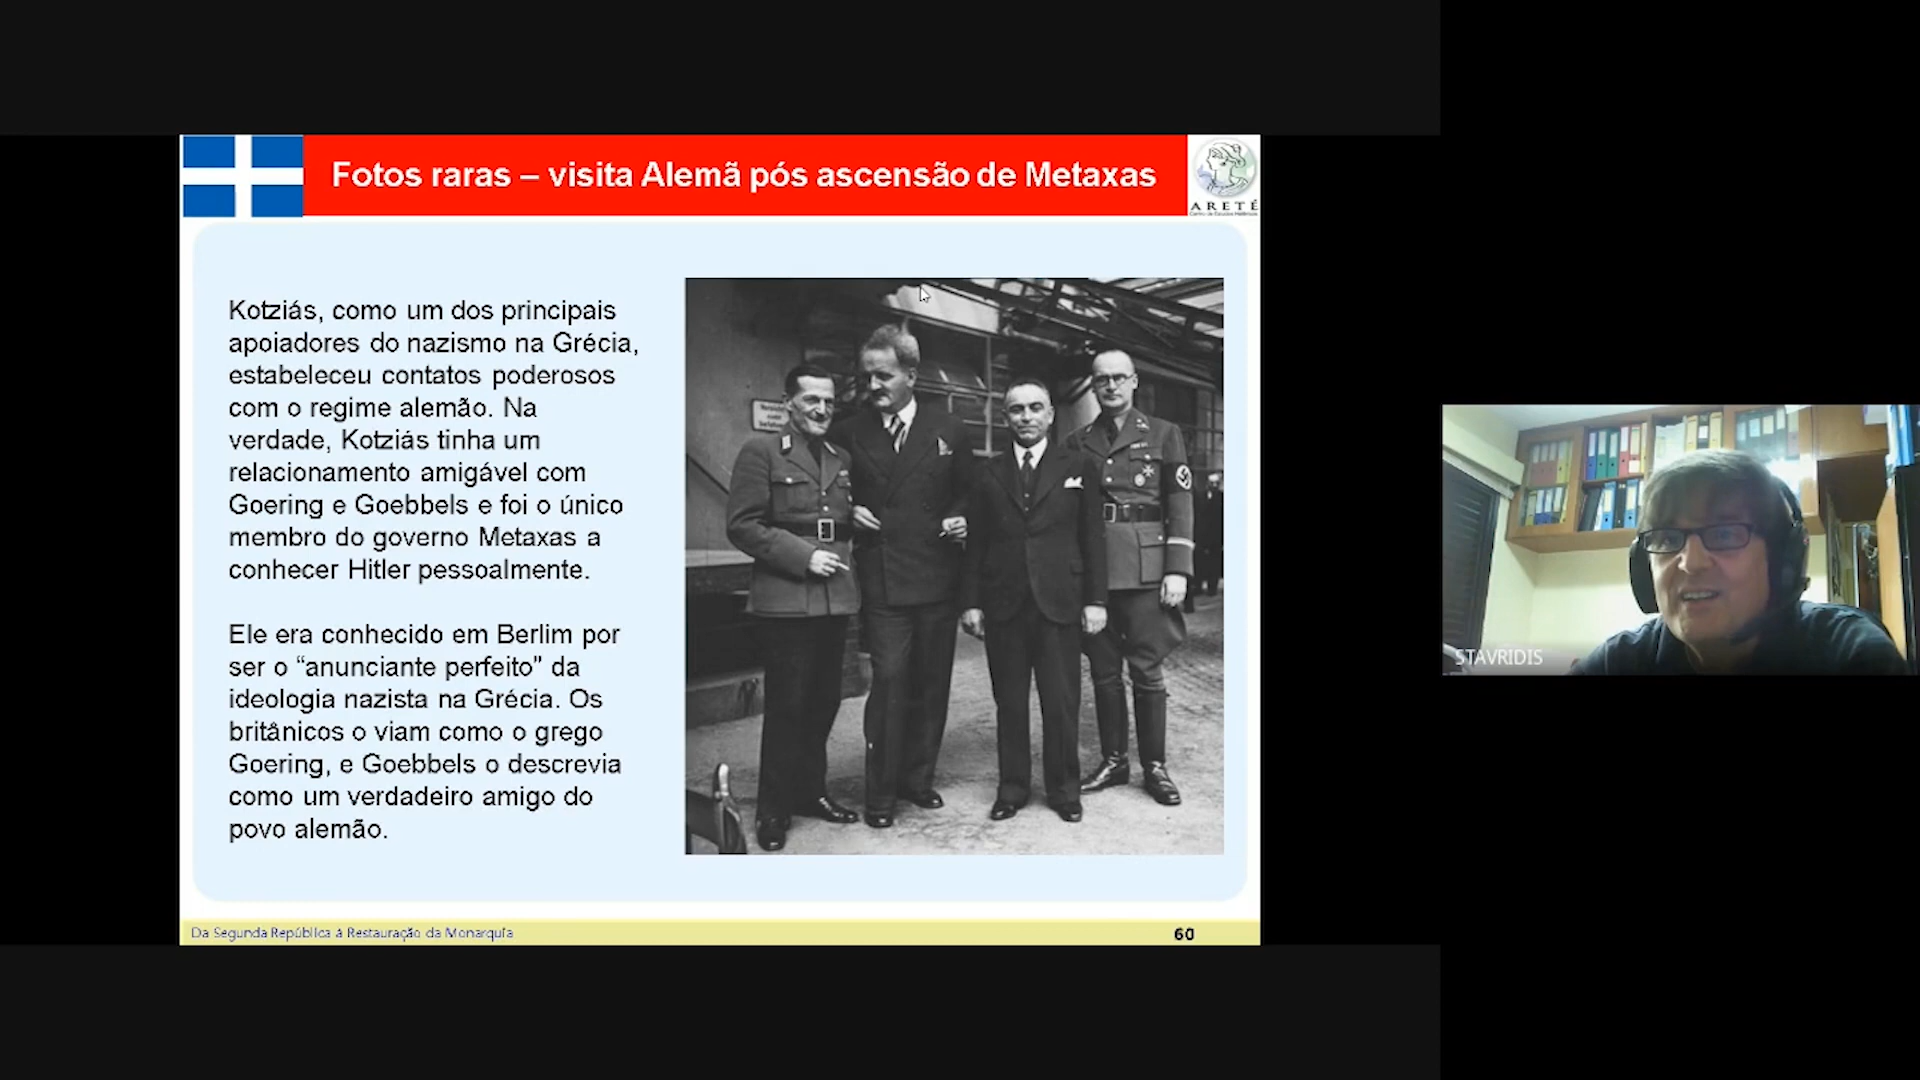 Fotos raras – visita Alemã pós ascensão de Metaxas
ARETÉ
Kotziás, como um dos principais
apoiadores do nazismo na Grécia,
estabeleceu contatos poderosos
com o regime alemão. Na
verdade, Kotziás tinha um
relacionamento amigável com
Goering e Goebbels e foi o único
membro do governo Metaxas a
conhecer Hitler pessoalmente.
Ele era conhecido em Berlim por
ser o “anunciante perfeito" da
ideologia nazista na Grécia. Os
britânicos o viam como o grego
Goering, e Goebbels o descrevia
como um verdadeiro amigo do
povo alemão.
STAVRIDIS
Da Segunda República à Restauração da Monarquia
60